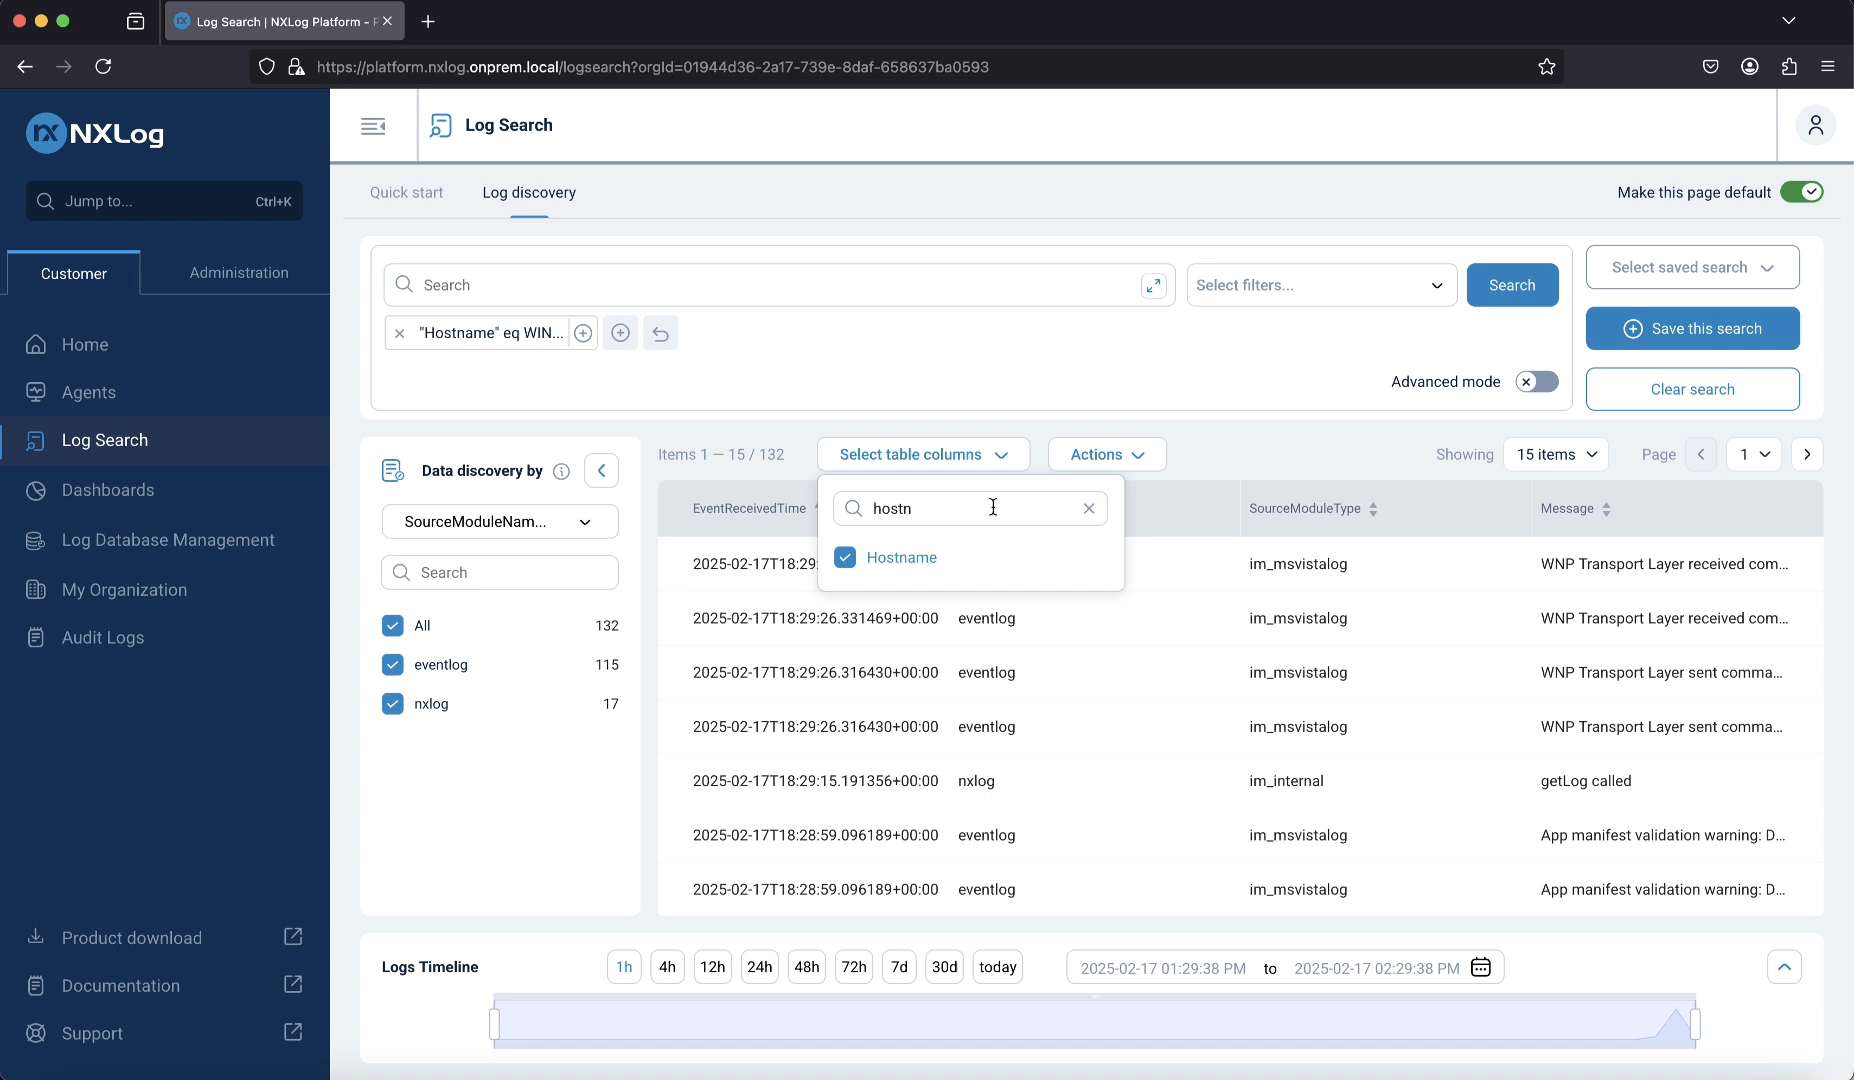 Log Search | NXLog Platform - P
https://platform.nxlog.onprem.local/logsearch?orgId=01944d36-2a17-739e-8daf-658637ba0593
NXLog
Jump to...
Ctrl+K
Customer
Administration
Home
Agents
Log Search
Dashboards
Log Database Management
My Organization
Audit Logs
Product download
Documentation
Support
Log Search
Quick start
Log discovery
Make this page default
Search
Select filters...
Search
"Hostname" eq WIN...
Advanced mode
Select saved search
Save this search
Clear search
Data discovery by
SourceModuleNam...
Search
All 132
eventlog 115
nxlog 17
Items 1 — 15 / 132
Select table columns
Actions
Showing
15 items
Page
1
hostn
Hostname
EventReceivedTime SourceModuleType Message
2025-02-17T18:29: im_msvistalog WNP Transport Layer received com...
2025-02-17T18:29:26.331469+00:00 eventlog im_msvistalog WNP Transport Layer received com...
2025-02-17T18:29:26.316430+00:00 eventlog im_msvistalog WNP Transport Layer sent comma...
2025-02-17T18:29:26.316430+00:00 eventlog im_msvistalog WNP Transport Layer sent comma...
2025-02-17T18:29:15.191356+00:00 nxlog im_internal getLog called
2025-02-17T18:28:59.096189+00:00 eventlog im_msvistalog App manifest validation warning: D...
2025-02-17T18:28:59.096189+00:00 eventlog im_msvistalog App manifest validation warning: D...
Logs Timeline
1h 4h 12h 24h 48h 72h 7d 30d today
2025-02-17 01:29:38 PM to 2025-02-17 02:29:38 PM